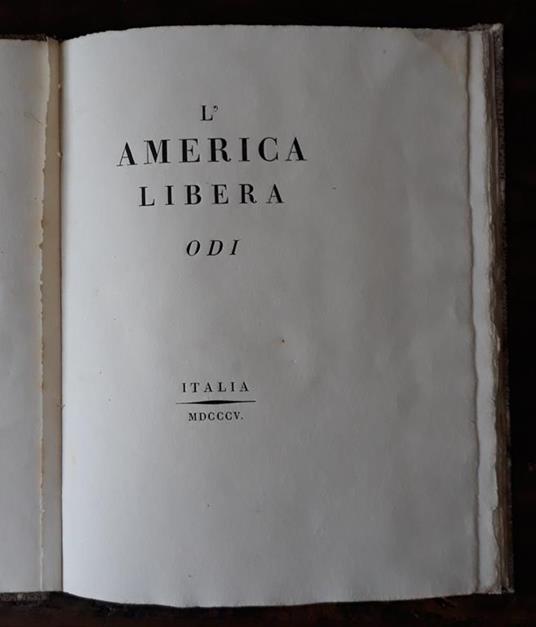 L'
AMERICA
LIBERA
ODI
ITALIA
MDCCCV.